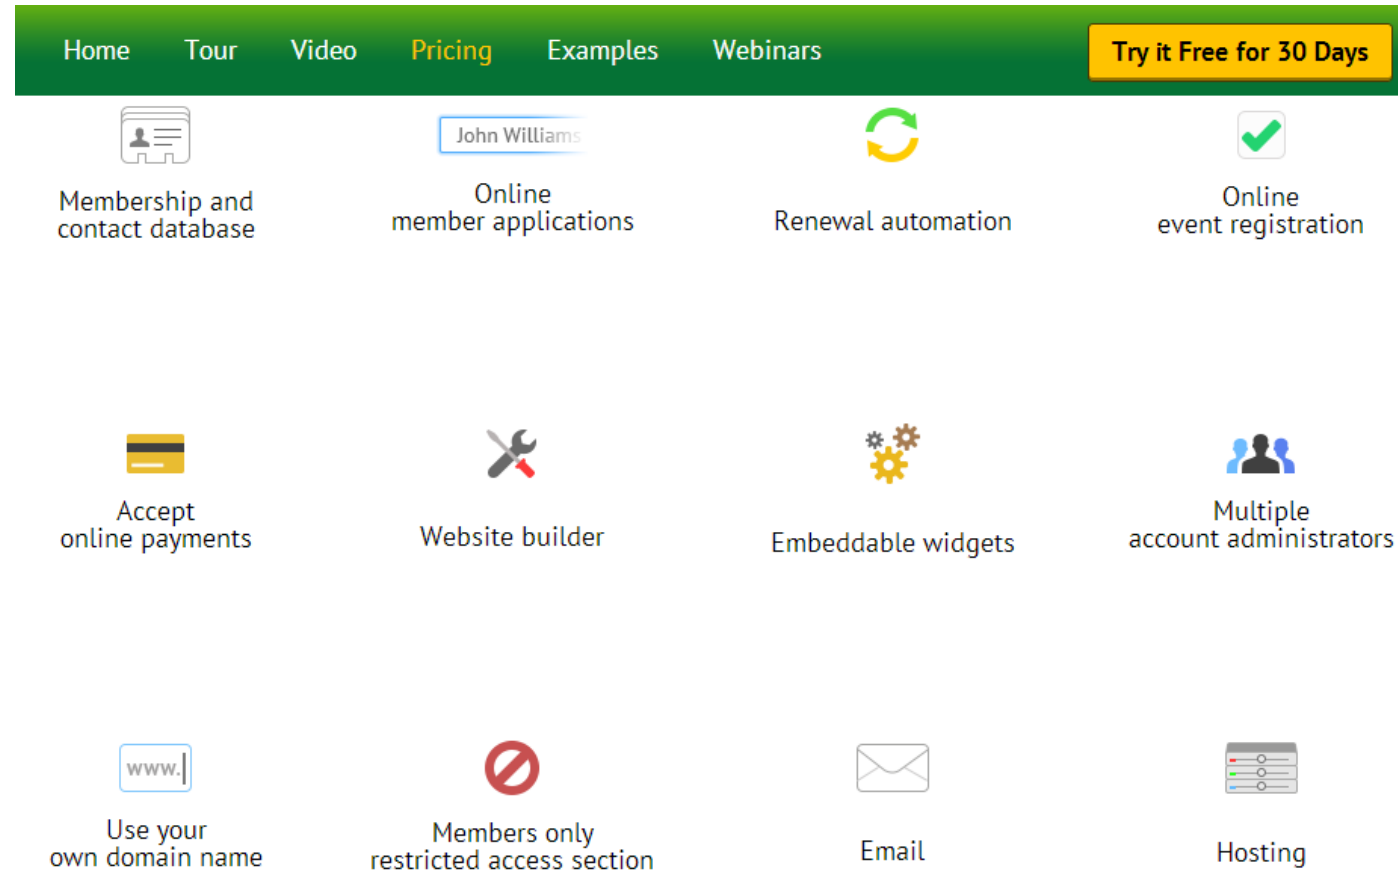 Home Tour Video Pricing Examples Webinars Try it Free for 30 Days
John Williams
Membership and
contact database
Online
member applications
Renewal automation
Online
event registration
Accept
online payments
Website builder
Embeddable widgets
Multiple
account administrators
www.
Use your
own domain name
Members only
restricted access section
Email
Hosting